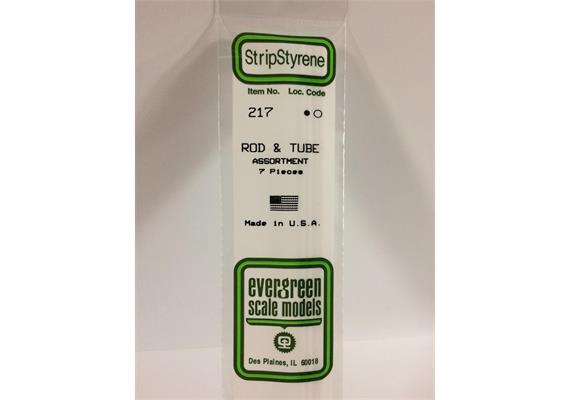 StripStyrene
Item No. Loc. Code
217
ROD & TUBE
ASSORTMENT
7 Pieces
Made in U.S.A.
evergreen
scale models
Des Plaines, IL 60018